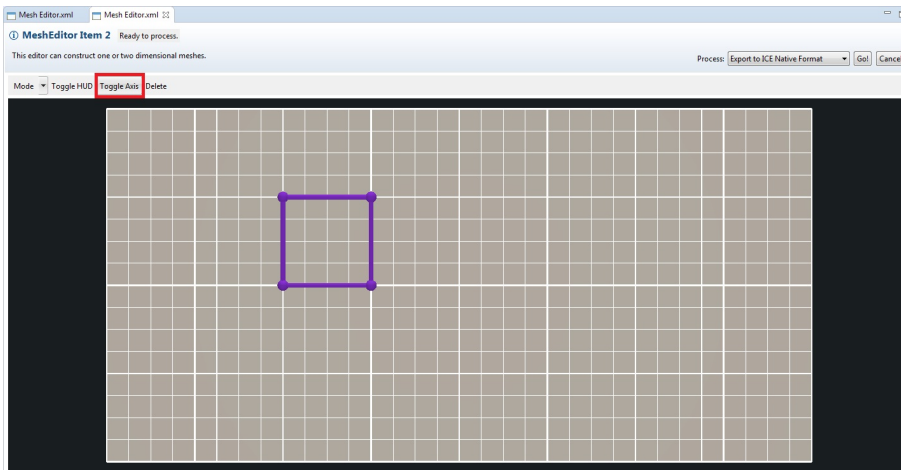 Mesh Editor.xml Mesh Editor.xml
MeshEditor Item 2 Ready to process.
This editor can construct one or two dimensional meshes.
Process: Export to ICE Native Format Go! Cancel
Mode Toggle HUD Toggle Axis Delete